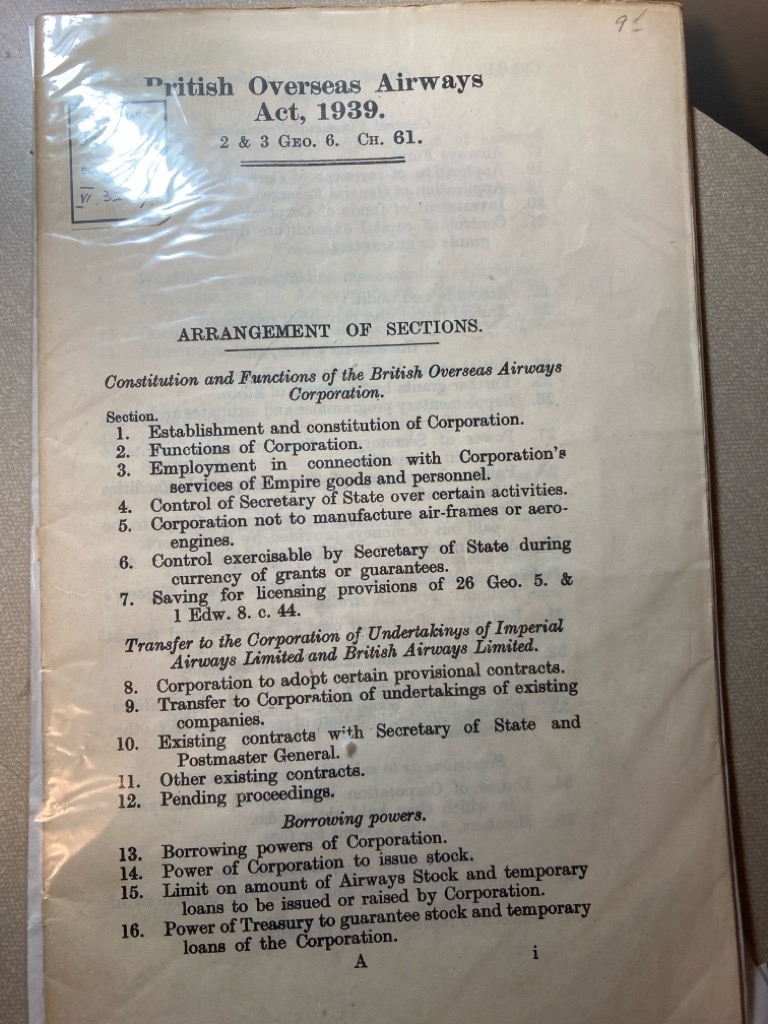 9d
British Overseas Airways
Act, 1939.
2 & 3 GEO. 6. CH. 61.
ARRANGEMENT OF SECTIONS.
Constitution and Functions of the British Overseas Airways
Corporation.
Section.
1. Establishment and constitution of Corporation.
2. Functions of Corporation.
3. Employment in connection with Corporation's
services of Empire goods and personnel.
4. Control of Secretary of State over certain activities.
5. Corporation not to manufacture air-frames or aero-
engines.
6. Control exercisable by Secretary of State during
currency of grants or guarantees.
7. Saving for licensing provisions of 26 Geo. 5. &
1 Edw. 8. c. 44.
Transfer to the Corporation of Undertakings of Imperial
Airways Limited and British Airways Limited.
8. Corporation to adopt certain provisional contracts.
9. Transfer to Corporation of undertakings of existing
companies.
10. Existing contracts with Secretary of State and
Postmaster General.
11. Other existing contracts.
12. Pending proceedings.
Borrowing powers.
13. Borrowing powers of Corporation.
14. Power of Corporation to issue stock.
15. Limit on amount of Airways Stock and temporary
loans to be issued or raised by Corporation.
16. Power of Treasury to guarantee stock and temporary
loans of the Corporation.
A i